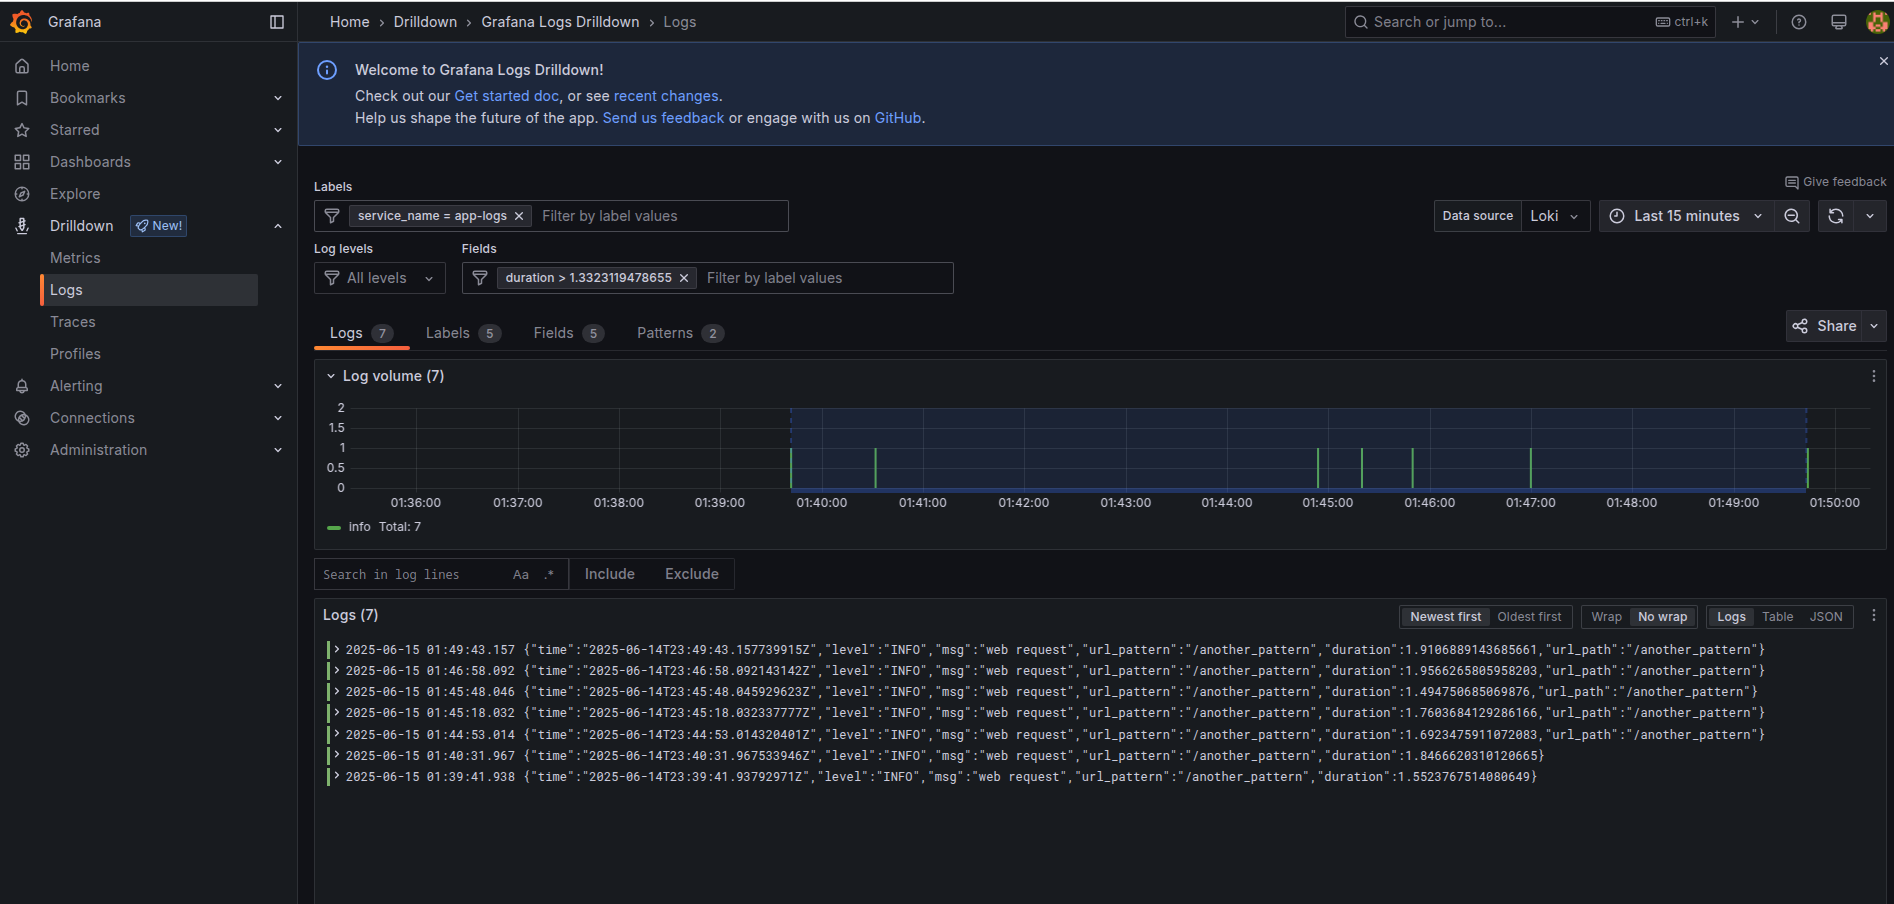 Grafana
Home › Drilldown › Grafana Logs Drilldown › Logs
Search or jump to...
ctrl+k
Home
Bookmarks
Starred
Dashboards
Explore
Drilldown
New!
Metrics
Logs
Traces
Profiles
Alerting
Connections
Administration
Welcome to Grafana Logs Drilldown!
Check out our Get started doc, or see recent changes.
Help us shape the future of the app. Send us feedback or engage with us on GitHub.
Give feedback
Labels
service_name = app-logs
Filter by label values
Data source
Loki
Last 15 minutes
Log levels
Fields
All levels
duration > 1.3323119478655
Filter by label values
Logs 7
Labels 5
Fields 5
Patterns 2
Share
Log volume (7)
2
1.5
1
0.5
0
01:36:00 01:37:00 01:38:00 01:39:00 01:40:00 01:41:00 01:42:00 01:43:00 01:44:00 01:45:00 01:46:00 01:47:00 01:48:00 01:49:00 01:50:00
info Total: 7
Search in log lines
Aa .*
Include
Exclude
Logs (7)
Newest first
Oldest first
Wrap
No wrap
Logs
Table
JSON
2025-06-15 01:49:43.157 {"time":"2025-06-14T23:49:43.157739915Z","level":"INFO","msg":"web request","url_pattern":"/another_pattern","duration":1.9106889143685661,"url_path":"/another_pattern"}
2025-06-15 01:46:58.092 {"time":"2025-06-14T23:46:58.092143142Z","level":"INFO","msg":"web request","url_pattern":"/another_pattern","duration":1.9566265805958203,"url_path":"/another_pattern"}
2025-06-15 01:45:48.046 {"time":"2025-06-14T23:45:48.045929623Z","level":"INFO","msg":"web request","url_pattern":"/another_pattern","duration":1.494750685069876,"url_path":"/another_pattern"}
2025-06-15 01:45:18.032 {"time":"2025-06-14T23:45:18.032337777Z","level":"INFO","msg":"web request","url_pattern":"/another_pattern","duration":1.7603684129286166,"url_path":"/another_pattern"}
2025-06-15 01:44:53.014 {"time":"2025-06-14T23:44:53.014320401Z","level":"INFO","msg":"web request","url_pattern":"/another_pattern","duration":1.6923475911072083,"url_path":"/another_pattern"}
2025-06-15 01:40:31.967 {"time":"2025-06-14T23:40:31.967533946Z","level":"INFO","msg":"web request","url_pattern":"/another_pattern","duration":1.8466620310120665}
2025-06-15 01:39:41.938 {"time":"2025-06-14T23:39:41.93792971Z","level":"INFO","msg":"web request","url_pattern":"/another_pattern","duration":1.5523767514080649}